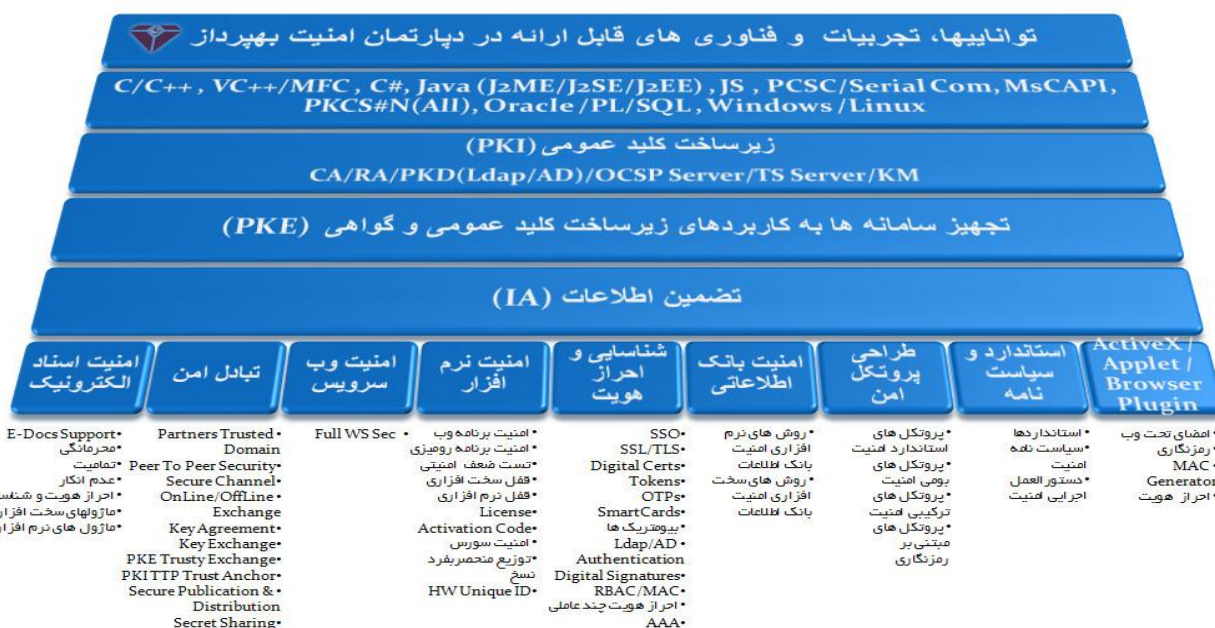 تواناییها، تجربیات و فناوری های قابل ارائه در دپارتمان امنیت بهپرداز
C/C++ , VC++/MFC , C#, Java (J2ME/J2SE/J2EE) ,JS , PCSC/Serial Com, MsCAPI,
PKCS#N(All), Oracle /PL/SQL , Windows /Linux
زیرساخت کلید عمومی (PKI)
CA/RA/PKD(Ldap/AD)/OCSP Server/TS Server/KM
تجهیز سامانه ها به کاربردهای زیرساخت کلید عمومی و گواهی (PKE)
تضمین اطلاعات (IA)
ActiveX /
Applet /
Browser
Plugin
• امضای تحت وب
• رمزنگاری
MAC •
Generator
• احراز هویت
استاندارد و
سیاست
نامه
• استانداردها
•سیاست نامه
امنیت
• دستورالعمل
اجرایی امنیت
طراحی
پروتکل
امن
•پروتکل های
استاندارد امنیت
• پروتکل های
بومی امنیت
• پروتکل های
ترکیبی امنیت
• پروتکل های
مبتنی بر
رمزنگاری
امنیت بانک
اطلاعاتی
• روش های نرم
افزاری امنیت
بانک اطلاعات
• روش های سخت
افزاری امنیت
بانک اطلاعات
شناسایی و
احراز
هویت
SSO•
SSL/TLS•
Digital Certs•
Tokens•
OTPs•
SmartCards•
•بیومتریک ها
Ldap/AD •
Authentication
Digital Signatures•
RBAC/MAC•
• احراز هویت چند عاملی
AAA•
امنیت نرم
افزار
• امنیت برنامه وب
• امنیت برنامه رومیزی
•تست ضعف امنیتی
• قفل سخت افزاری
• قفل نرم افزاری
License•
Activation Code•
• امنیت سورس
•توزیع منحصربفرد
نسخ
HW Unique ID•
امنیت وب
سرویس
Full WS Sec •
تبادل امن
Partners Trusted •
Domain
Peer To Peer Security•
Secure Channel•
OnLine/OffLine •
Exchange
Key Agreement•
Key Exchange•
PKE Trusty Exchange•
PKI TTP Trust Anchor•
Secure Publication & •
Distribution
Secret Sharing•
امنیت اسناد
الکترونیک
E-Docs Support•
•محرمانگی
•تمامیت
• عدم انکار
• احراز هویت و
•ماژولهای سخت
•ماژول های نرم